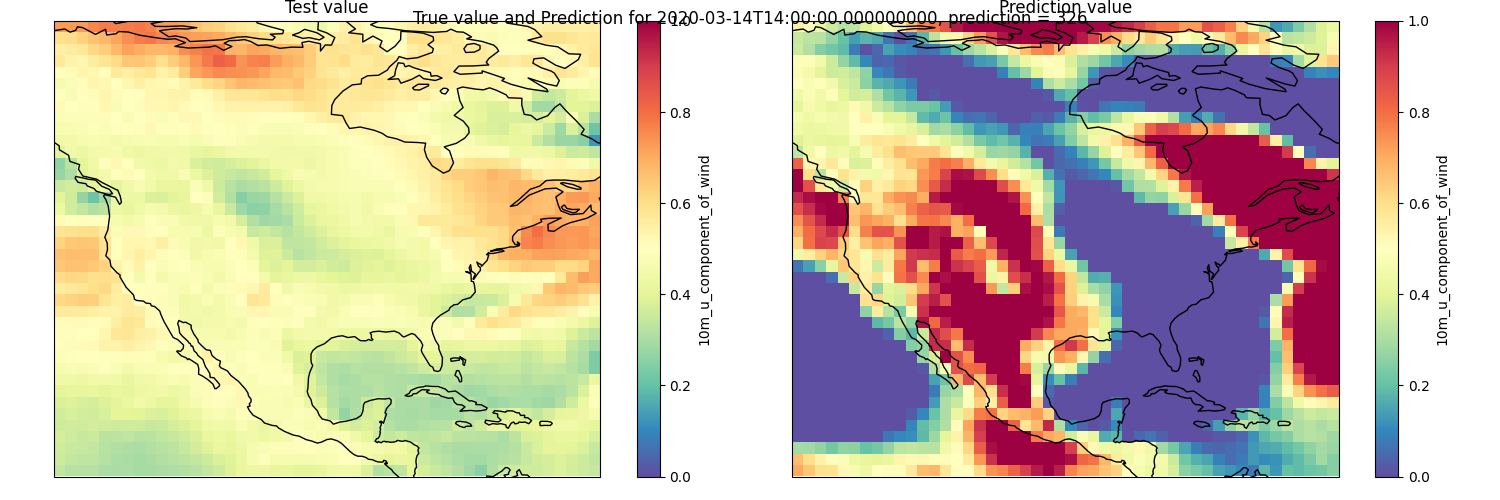 Test value
Prediction value
True value and Prediction for 2020-03-14T14:00:00.000000000, prediction = 326
1.0
0.8
0.6
0.4
0.2
0.0
10m_u_component_of_wind
1.0
0.8
0.6
0.4
0.2
0.0
10m_u_component_of_wind